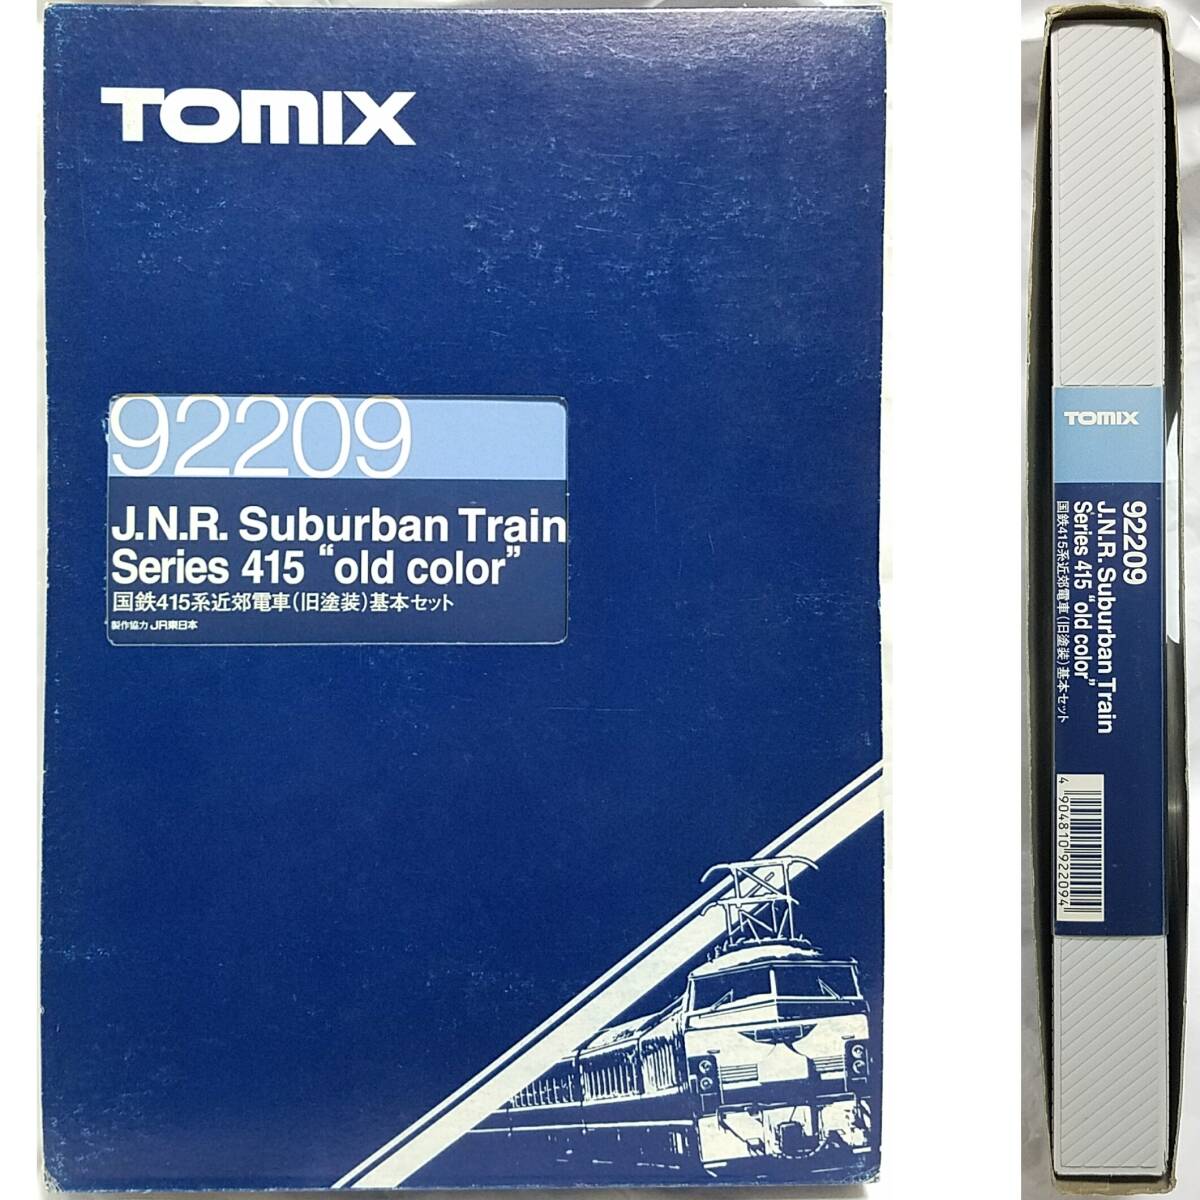 TOMIX
92209
J.N.R. Suburban Train
Series 415 “old color”
国鉄415系近郊電車(旧塗装)基本セット
製作協力 JR東日本
TOMIX
92209
J.N.R. Suburban Train
Series 415 “old color”
国鉄415系近郊電車(旧塗装)基本セット
4 904810 922094